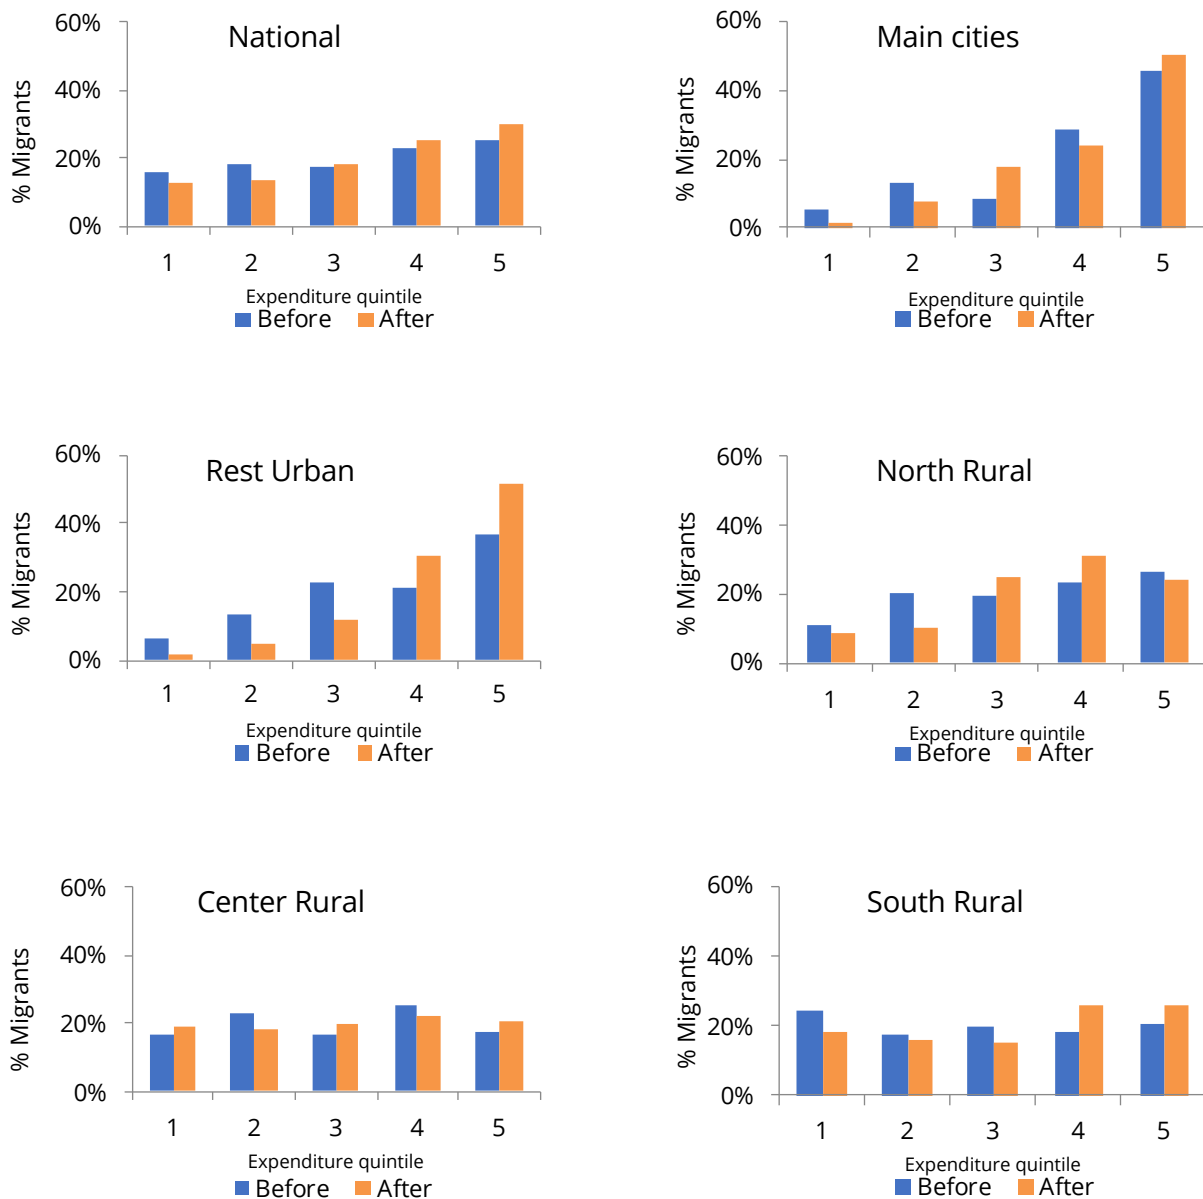 National
60%
40%
20%
0%
% Migrants
1 2 3 4 5
Expenditure quintile
Before After
Main cities
60%
40%
20%
0%
% Migrants
1 2 3 4 5
Expenditure quintile
Before After
Rest Urban
60%
40%
20%
0%
% Migrants
1 2 3 4 5
Expenditure quintile
Before After
North Rural
60%
40%
20%
0%
% Migrants
1 2 3 4 5
Expenditure quintile
Before After
Center Rural
60%
40%
20%
0%
% Migrants
1 2 3 4 5
Expenditure quintile
Before After
South Rural
60%
40%
20%
0%
% Migrants
1 2 3 4 5
Expenditure quintile
Before After